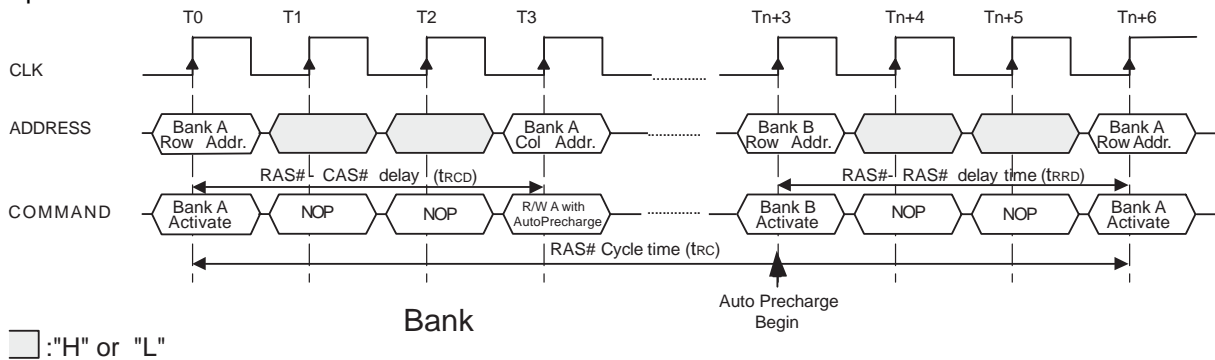 T0 T1 T2 T3 Tn+3 Tn+4 Tn+5 Tn+6
CLK
ADDRESS
Bank A
Row Addr.
Bank A
Col Addr.
Bank B
Row Addr.
Bank A
Row Addr.
RAS# - CAS# delay (tRCD)
RAS# - RAS# delay time (tRRD)
COMMAND
Bank A
Activate
NOP
NOP
R/W A with
AutoPrecharge
Bank B
Activate
NOP
NOP
Bank A
Activate
RAS# Cycle time (tRC)
Auto Precharge
Begin
Bank
:"H" or "L"